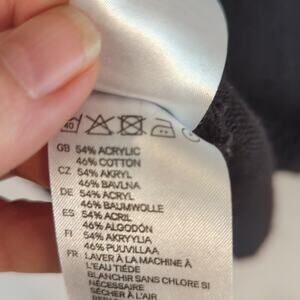 40
GB 54% ACRYLIC
46% COTTON
CZ 54% AKRYL
46% BAVLNA
DE 54% ACRYL
46% BAUMWOLLE
ES 54% ACRIL
46% ALGODÓN
FI 54% AKRYYLIA
46% PUUVILLAA
FR LAVER À LA MACHINE À
L'EAU TIÈDE
BLANCHIR SANS CHLORE SI
NÉCESSAIRE
SÉCHER À L'AIR